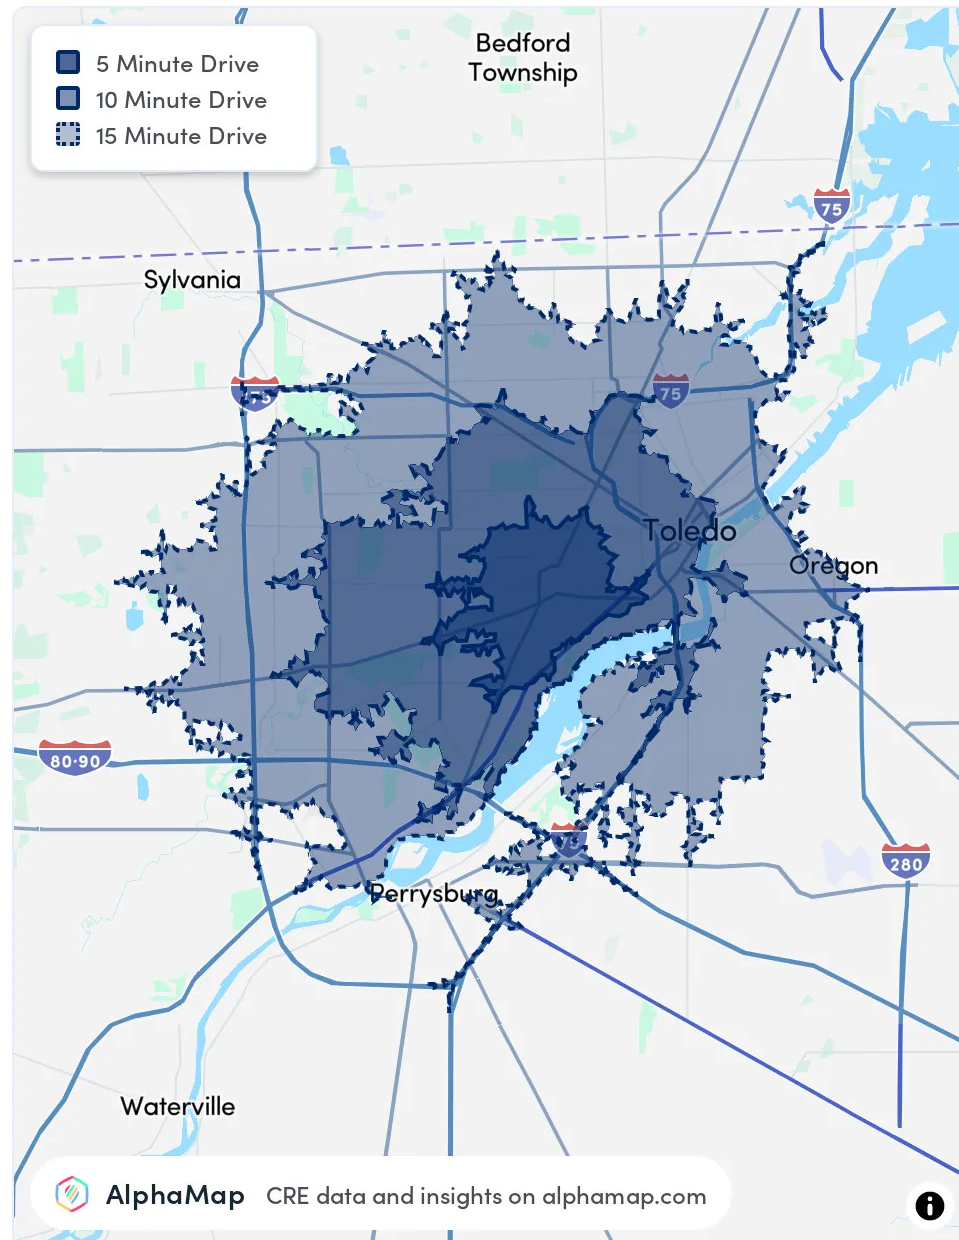 5 Minute Drive
10 Minute Drive
15 Minute Drive
Bedford
Township
75
Sylvania
75
Toledo
Oregon
80·90
75
280
Perrysburg
Waterville
AlphaMap CRE data and insights on alphamap.com